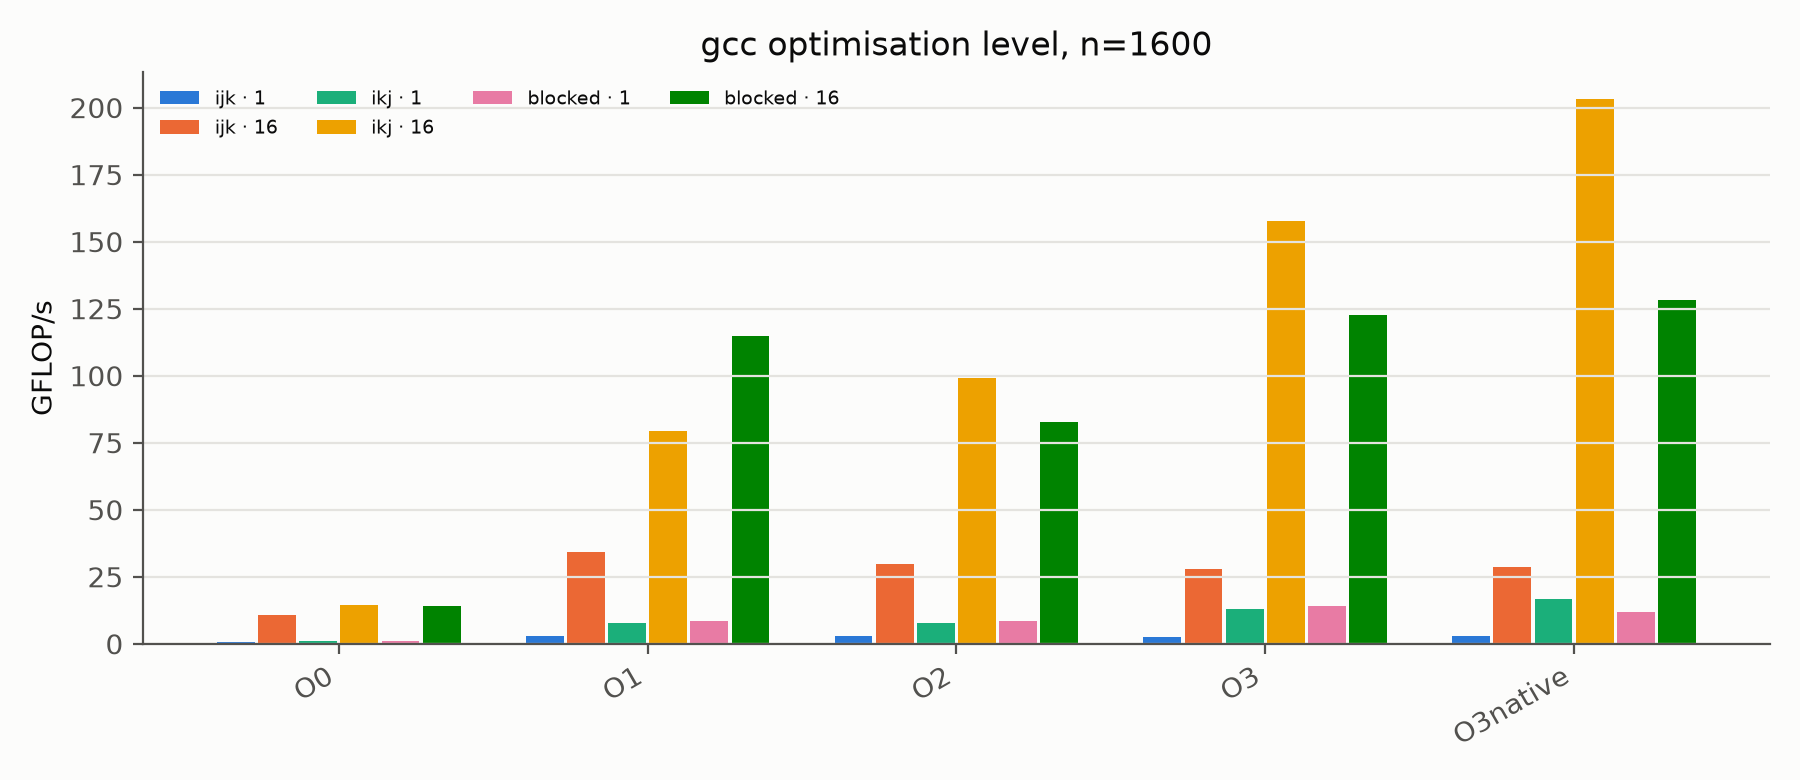 gcc optimisation level, n=1600
ijk · 1
ikj · 1
blocked · 1
blocked · 16
ijk · 16
ikj · 16
GFLOP/s
200
175
150
125
100
75
50
25
0
O0
O1
O2
O3
O3native